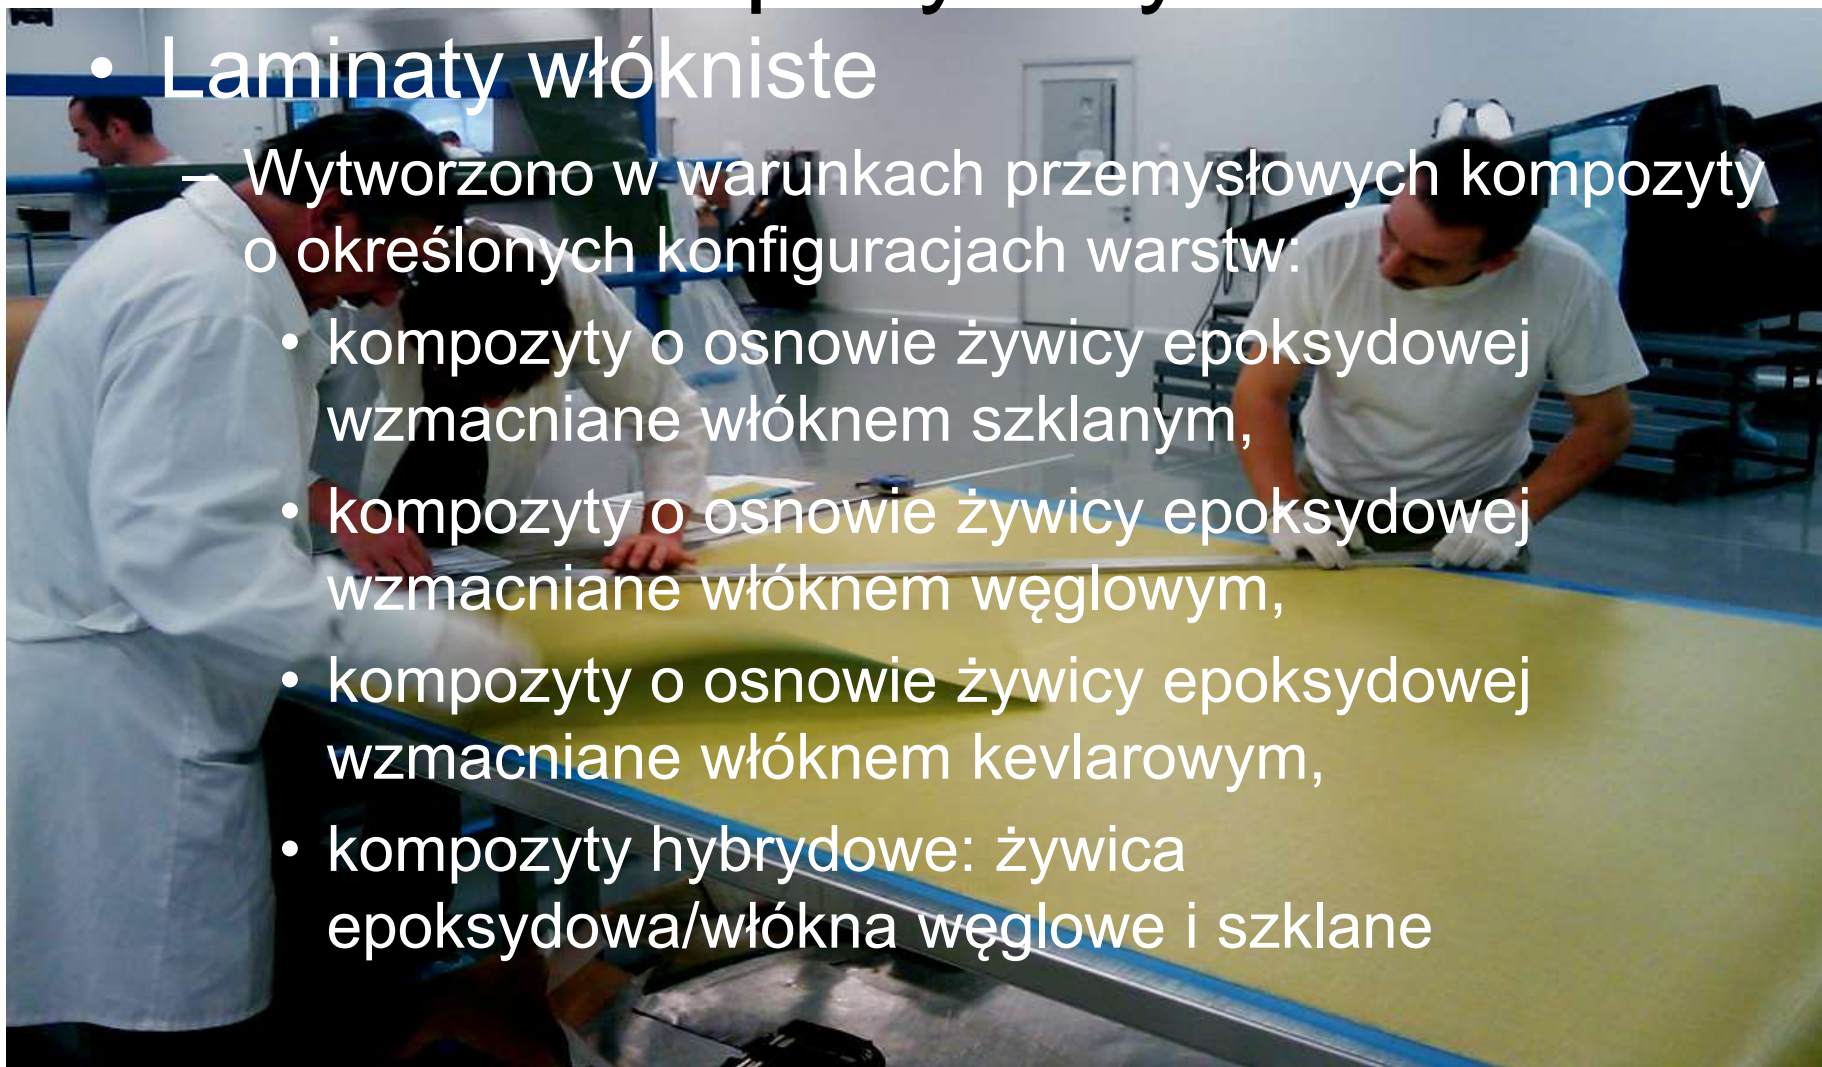 • Laminaty włókniste
– Wytworzono w warunkach przemysłowych kompozyty
o określonych konfiguracjach warstw:
• kompozyty o osnowie żywicy epoksydowej
wzmacniane włóknem szklanym,
• kompozyty o osnowie żywicy epoksydowej
wzmacniane włóknem węglowym,
• kompozyty o osnowie żywicy epoksydowej
wzmacniane włóknem kevlarowym,
• kompozyty hybrydowe: żywica
epoksydowa/włókna węglowe i szklane